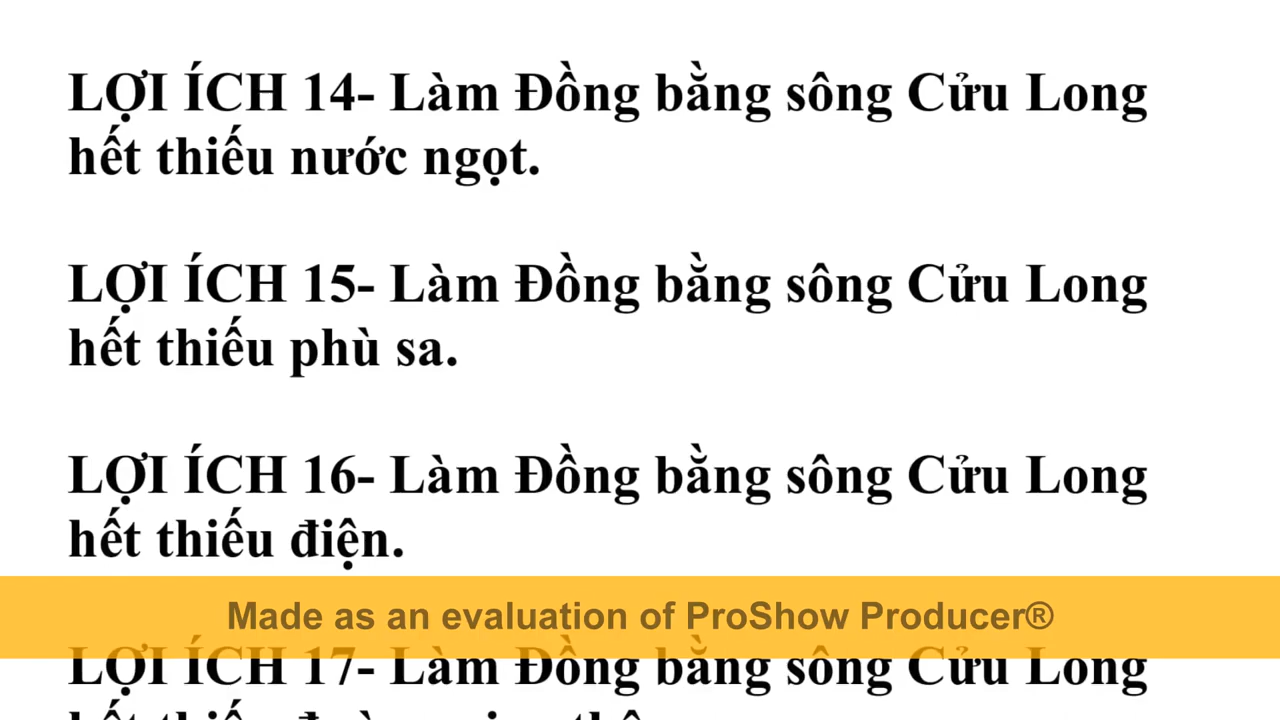 LỢI ÍCH 14- Làm Đồng bằng sông Cửu Long
hết thiếu nước ngọt.
LỢI ÍCH 15- Làm Đồng bằng sông Cửu Long
hết thiếu phù sa.
LỢI ÍCH 16- Làm Đồng bằng sông Cửu Long
hết thiếu điện.
Made as an evaluation of ProShow Producer®
LỢI ÍCH 17- Làm Đồng bằng sông Cửu Long
hết thiếu